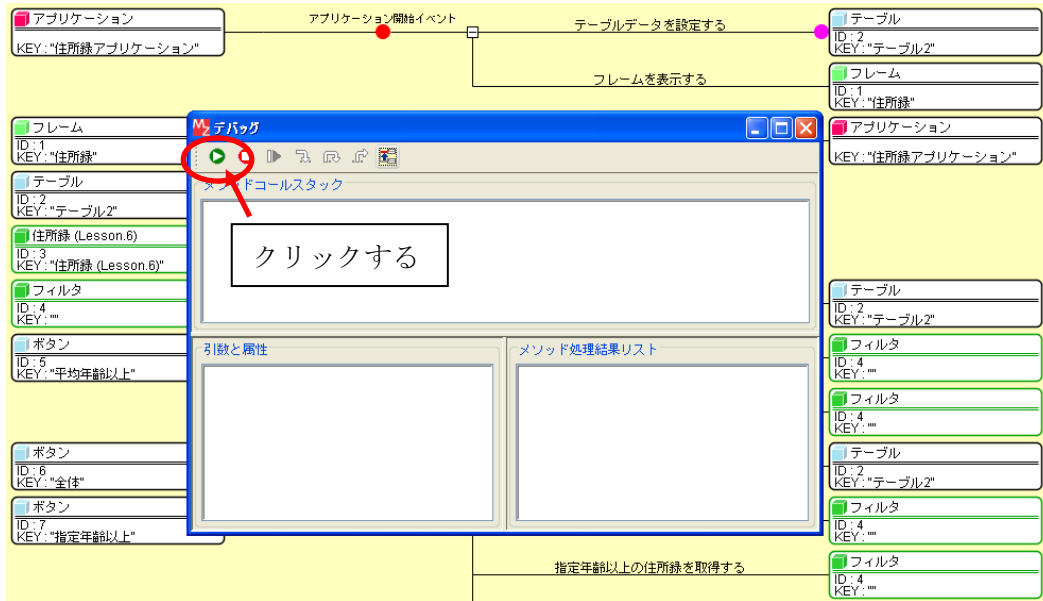 アプリケーション
KEY : "住所録アプリケーション"
アプリケーション開始イベント
テーブルデータを設定する
テーブル
ID : 2
KEY : "テーブル2"
フレームを表示する
フレーム
ID : 1
KEY : "住所録"
フレーム
ID : 1
KEY : "住所録"
アプリケーション
KEY : "住所録アプリケーション"
テーブル
ID : 2
KEY : "テーブル2"
住所録 (Lesson.6)
ID : 3
KEY : "住所録 (Lesson.6)"
フィルタ
ID : 4
KEY : ""
ボタン
ID : 5
KEY : "平均年齢以上"
ボタン
ID : 6
KEY : "全体"
ボタン
ID : 7
KEY : "指定年齢以上"
デバッグ
メソッドコールスタック
クリックする
引数と属性
メソッド処理結果リスト
テーブル
ID : 2
KEY : "テーブル2"
フィルタ
ID : 4
KEY : ""
フィルタ
ID : 4
KEY : ""
テーブル
ID : 2
KEY : "テーブル2"
フィルタ
ID : 4
KEY : ""
指定年齢以上の住所録を取得する
フィルタ
ID : 4
KEY : ""